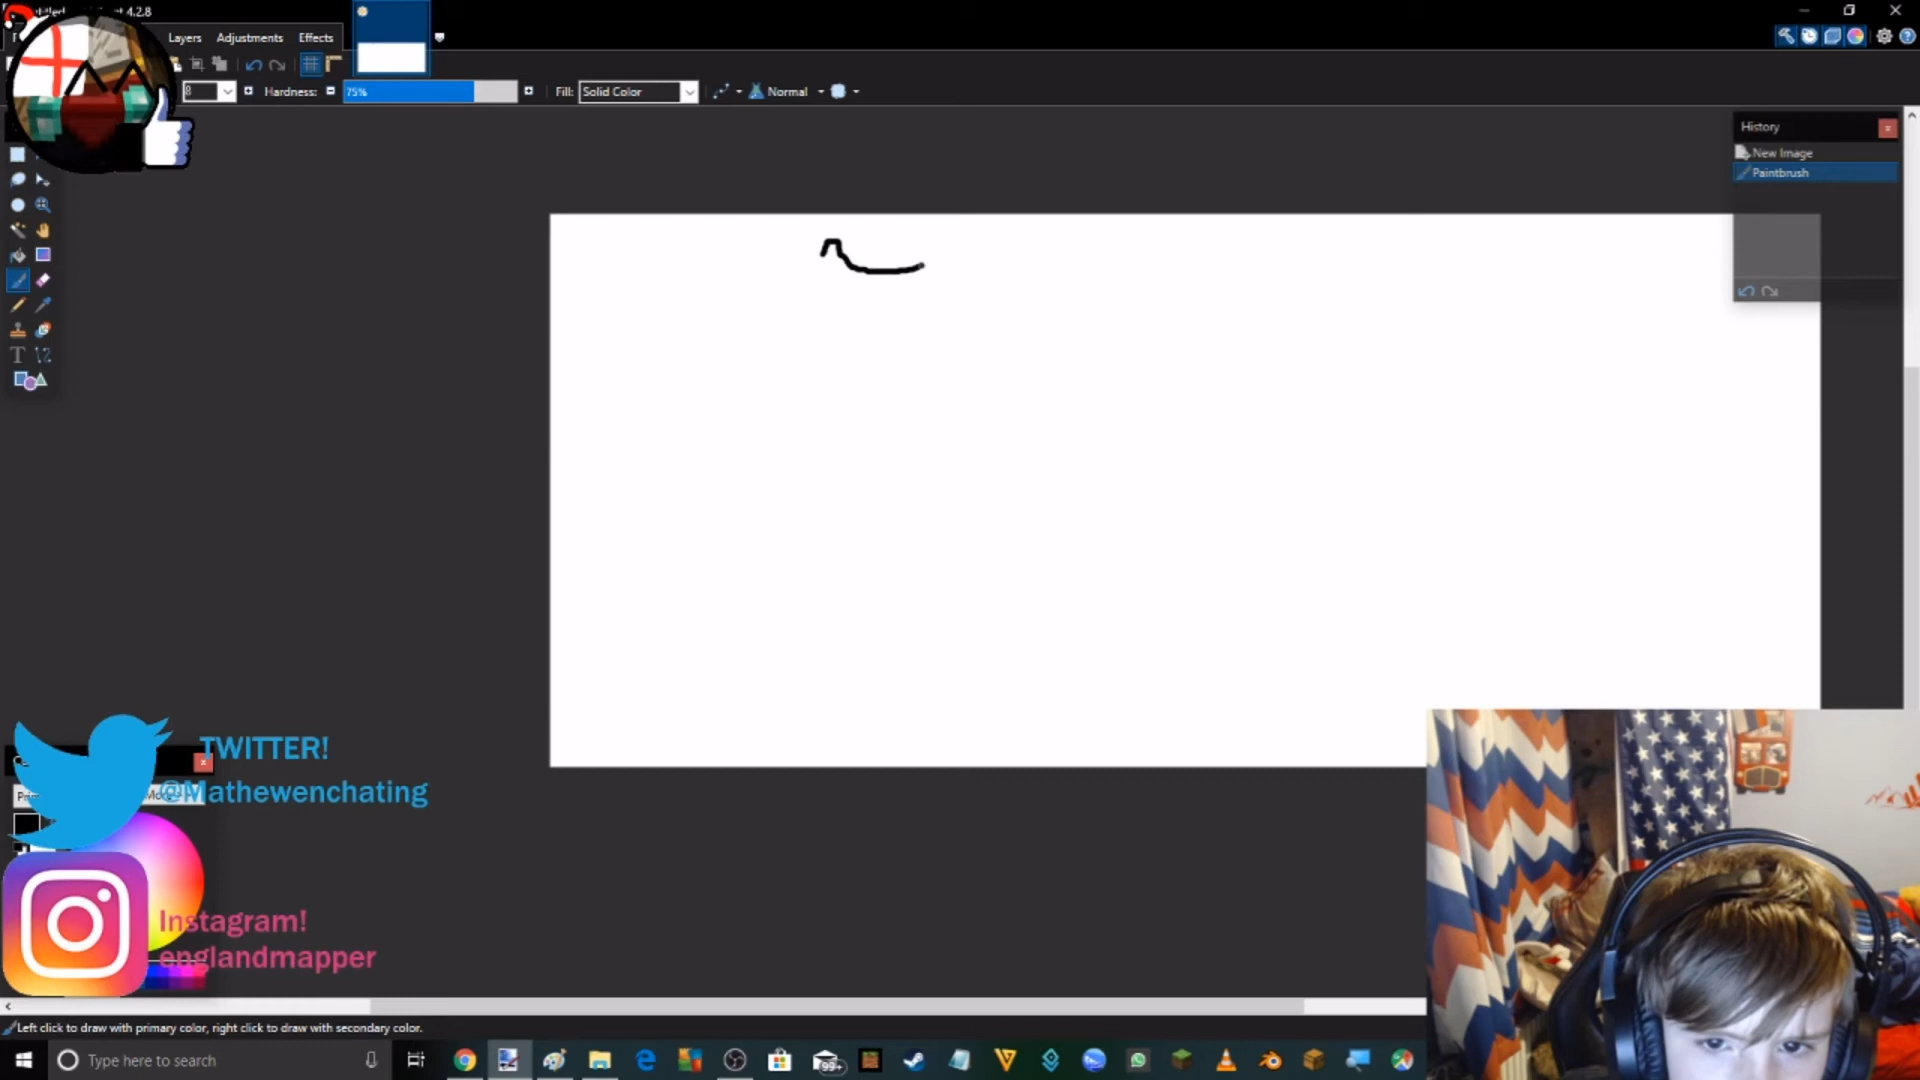 4.2.8
Layers Adjustments Effects
8 Hardness: 75% Fill: Solid Color Normal
History
New Image
Paintbrush
TWITTER!
@Mathewenchating
Instagram!
englandmapper
Left click to draw with primary color, right click to draw with secondary color.
Type here to search
99+